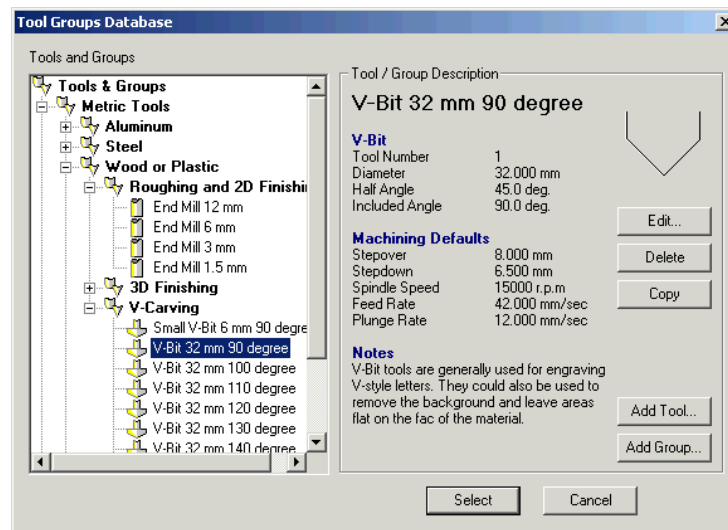 Tool Groups Database
Tools and Groups
Tools & Groups
Metric Tools
Aluminum
Steel
Wood or Plastic
Roughing and 2D Finishi
End Mill 12 mm
End Mill 6 mm
End Mill 3 mm
End Mill 1.5 mm
3D Finishing
V-Carving
Small V-Bit 6 mm 90 degre
V-Bit 32 mm 90 degree
V-Bit 32 mm 100 degree
V-Bit 32 mm 110 degree
V-Bit 32 mm 120 degree
V-Bit 32 mm 130 degree
V-Bit 32 mm 140 degree
Tool / Group Description
V-Bit 32 mm 90 degree
V-Bit
Tool Number 1
Diameter 32.000 mm
Half Angle 45.0 deg.
Included Angle 90.0 deg.
Machining Defaults
Stepover 8.000 mm
Stepdown 6.500 mm
Spindle Speed 15000 r.p.m
Feed Rate 42.000 mm/sec
Plunge Rate 12.000 mm/sec
Notes
V-Bit tools are generally used for engraving
V-style letters. They could also be used to
remove the background and leave areas
flat on the fac of the material.
Edit...
Delete
Copy
Add Tool...
Add Group...
Select
Cancel